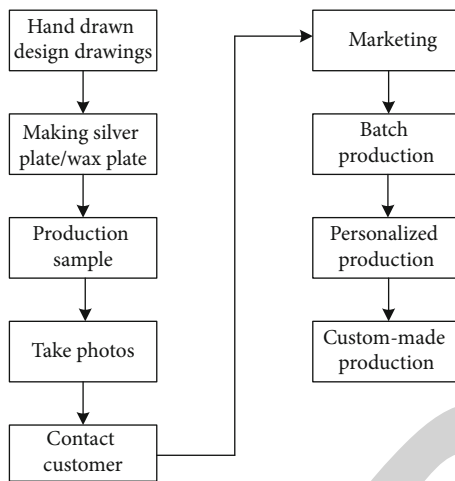 Hand drawn
design drawings
Making silver
plate/wax plate
Production
sample
Take photos
Contact
customer
Marketing
Batch
production
Personalized
production
Custom-made
production